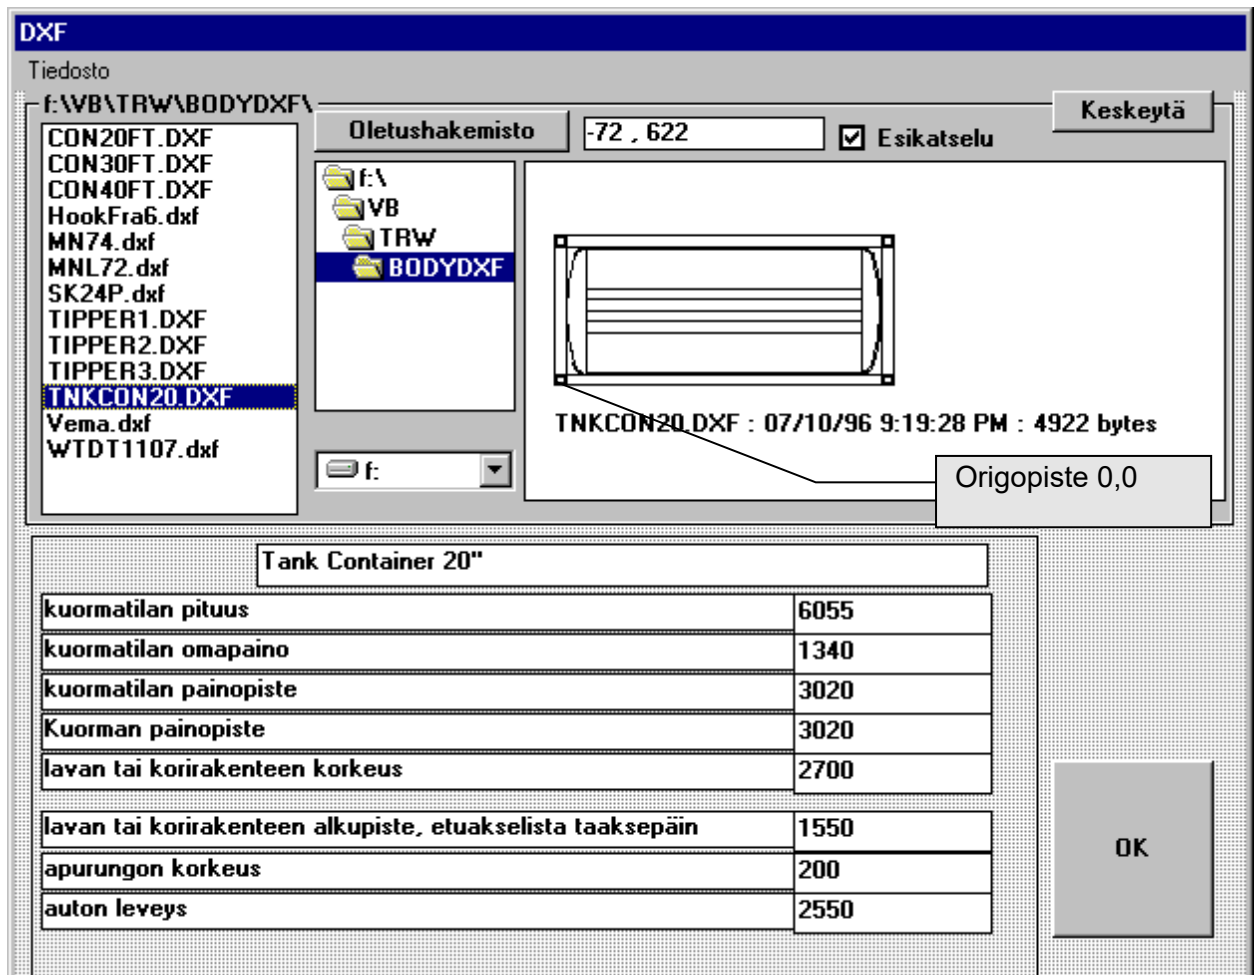 DXF
Tiedosto
f:\VB\TRW\BODYDXF\
Keskeytä
Oletushakemisto
-72 , 622
Esikatselu
CON20FT.DXF
CON30FT.DXF
CON40FT.DXF
HookFra6.dxf
MN74.dxf
MNL72.dxf
SK24P.dxf
TIPPER1.DXF
TIPPER2.DXF
TIPPER3.DXF
TNKCON20.DXF
Vema.dxf
WTDT1107.dxf
f:\
VB
TRW
BODYDXF
f:
TNKCON20.DXF : 07/10/96 9:19:28 PM : 4922 bytes
Origopiste 0,0
Tank Container 20"
kuormatilan pituus 6055
kuormatilan omapaino 1340
kuormatilan painopiste 3020
Kuorman painopiste 3020
lavan tai korirakenteen korkeus 2700
lavan tai korirakenteen alkupiste, etuakselista taaksepäin 1550
apurungon korkeus 200
auton leveys 2550
OK